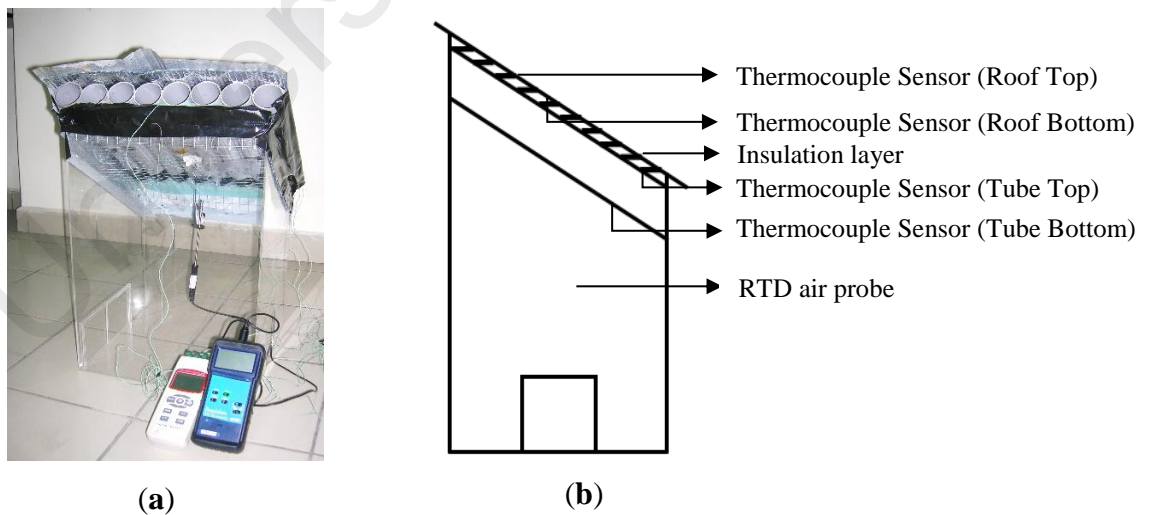 Thermocouple Sensor (Roof Top)
Thermocouple Sensor (Roof Bottom)
Insulation layer
Thermocouple Sensor (Tube Top)
Thermocouple Sensor (Tube Bottom)
RTD air probe
(a)
(b)